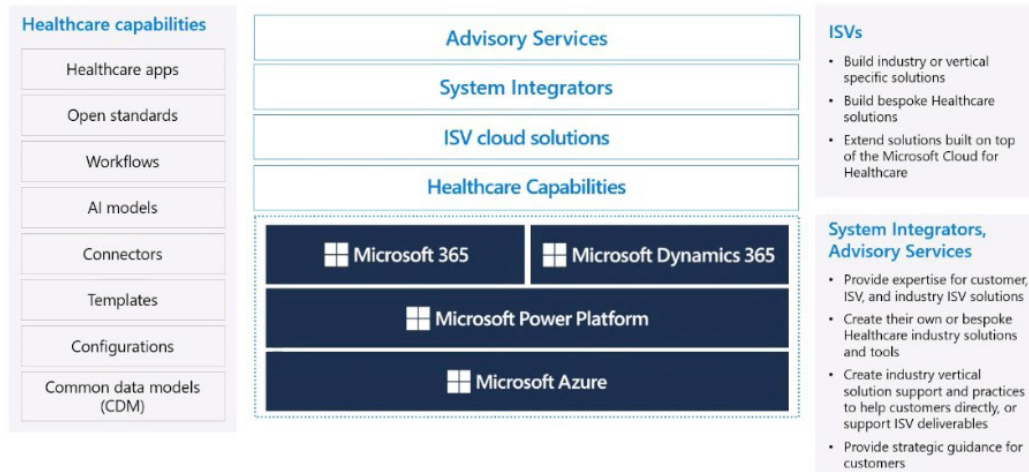 Healthcare capabilities
Healthcare apps
Open standards
Workflows
AI models
Connectors
Templates
Configurations
Common data models
(CDM)
Advisory Services
System Integrators
ISV cloud solutions
Healthcare Capabilities
Microsoft 365
Microsoft Dynamics 365
Microsoft Power Platform
Microsoft Azure
ISVs
• Build industry or vertical
specific solutions
• Build bespoke Healthcare
solutions
• Extend solutions built on top
of the Microsoft Cloud for
Healthcare
System Integrators,
Advisory Services
• Provide expertise for customer,
ISV, and industry ISV solutions
• Create their own or bespoke
Healthcare industry solutions
and tools
• Create industry vertical
solution support and practices
to help customers directly, or
support ISV deliverables
• Provide strategic guidance for
customers